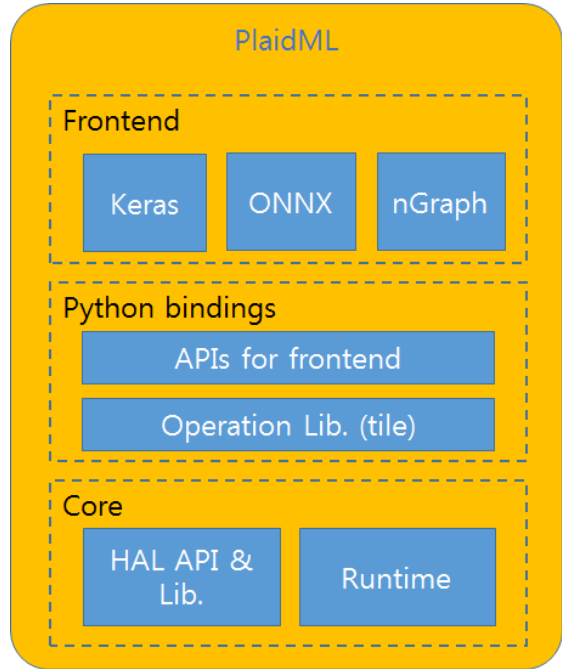 PlaidML
Frontend
Keras
ONNX
nGraph
Python bindings
APIs for frontend
Operation Lib. (tile)
Core
HAL API &
Lib.
Runtime